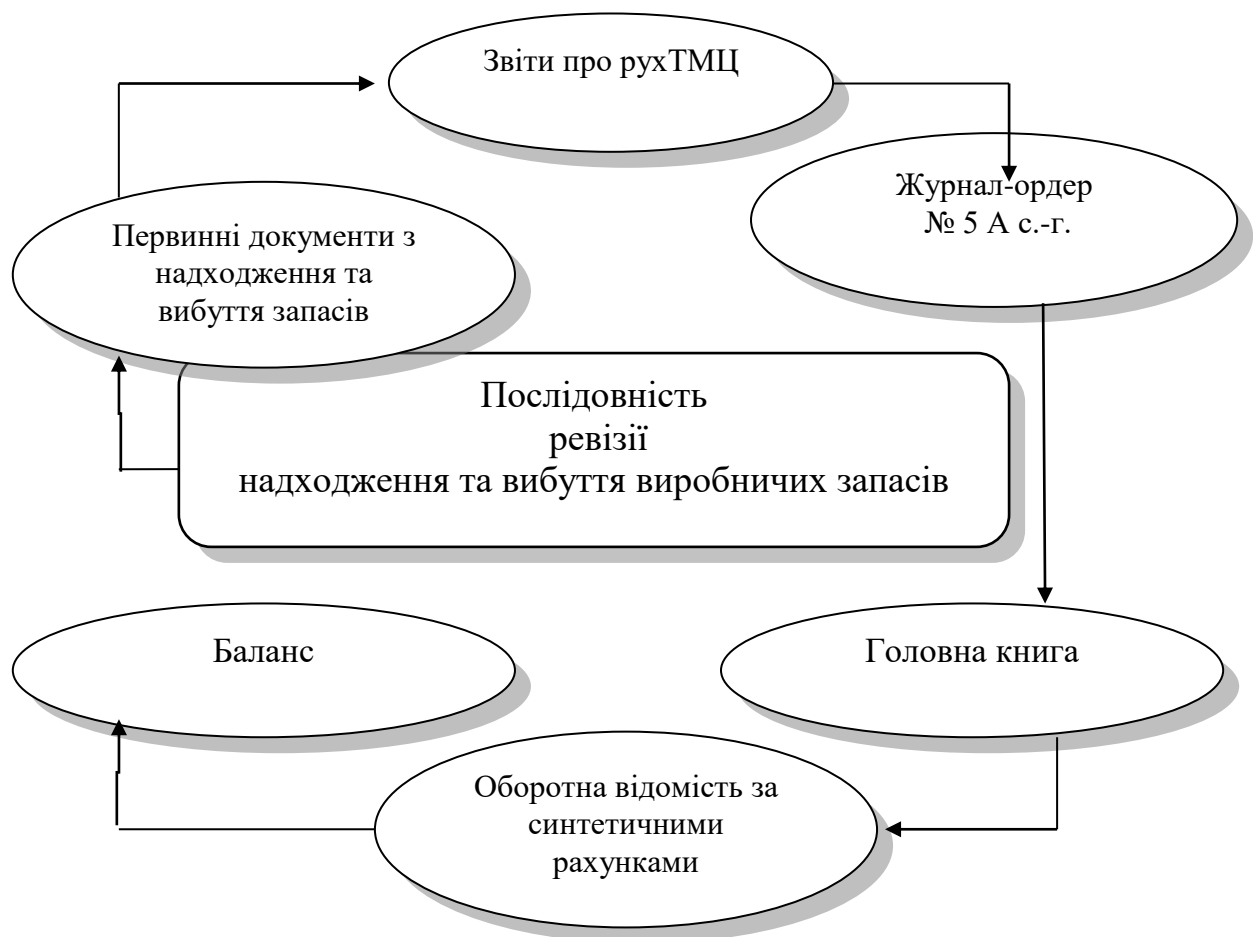 Звіти про рухТМЦ
Журнал-ордер
№ 5 А с.-г.
Первинні документи з
надходження та
вибуття запасів
Послідовність
ревізії
надходження та вибуття виробничих запасів
Баланс
Головна книга
Оборотна відомість за
синтетичними
рахунками